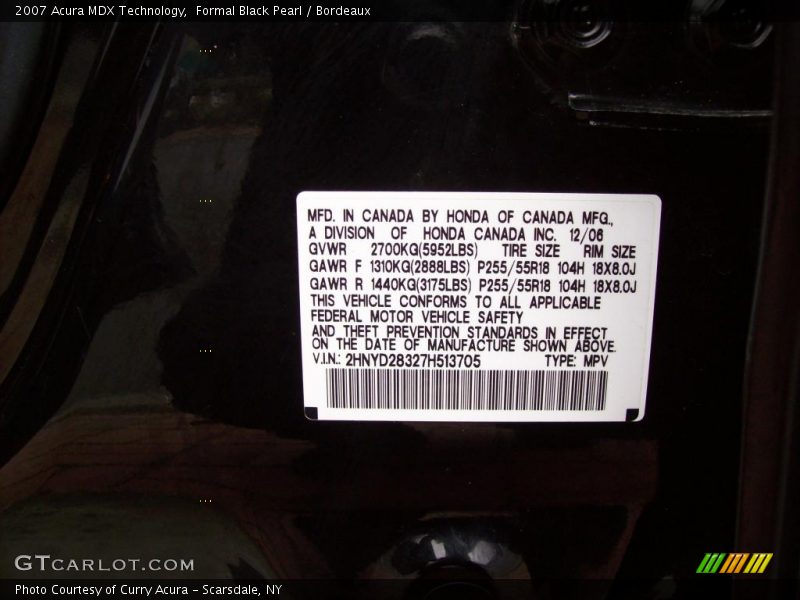 2007 Acura MDX Technology,  Formal Black Pearl / Bordeaux
MFD. IN CANADA BY HONDA OF CANADA MFG.,
A DIVISION OF HONDA CANADA INC. 12/06
GVWR 2700KG(5952LBS) TIRE SIZE RIM SIZE
GAWR F 1310KG(2888LBS) P255/55R18 104H 18X8.0J
GAWR R 1440KG(3175LBS) P255/55R18 104H 18X8.0J
THIS VEHICLE CONFORMS TO ALL APPLICABLE
FEDERAL MOTOR VEHICLE SAFETY
AND THEFT PREVENTION STANDARDS IN EFFECT
ON THE DATE OF MANUFACTURE SHOWN ABOVE.
V.I.N.: 2HNYD28327H513705 TYPE: MPV
GTCARLOT.COM
Photo Courtesy of Curry Acura - Scarsdale, NY